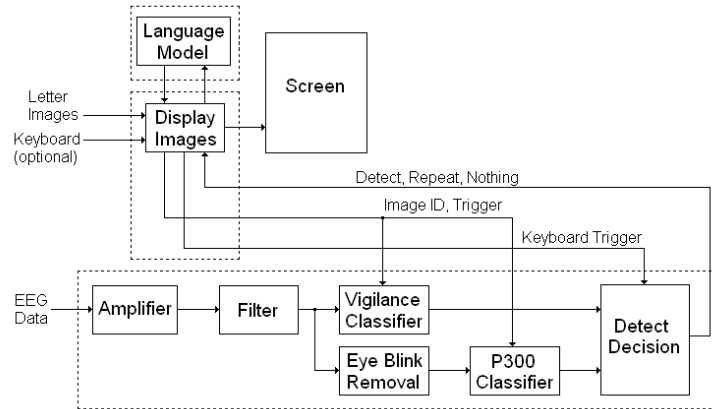 Language
Model
Screen
Letter
Images
Display
Images
Keyboard
(optional)
Detect, Repeat, Nothing
Image ID, Trigger
Keyboard Trigger
EEG
Data
Amplifier
Filter
Vigilance
Classifier
Detect
Decision
Eye Blink
Removal
P300
Classifier